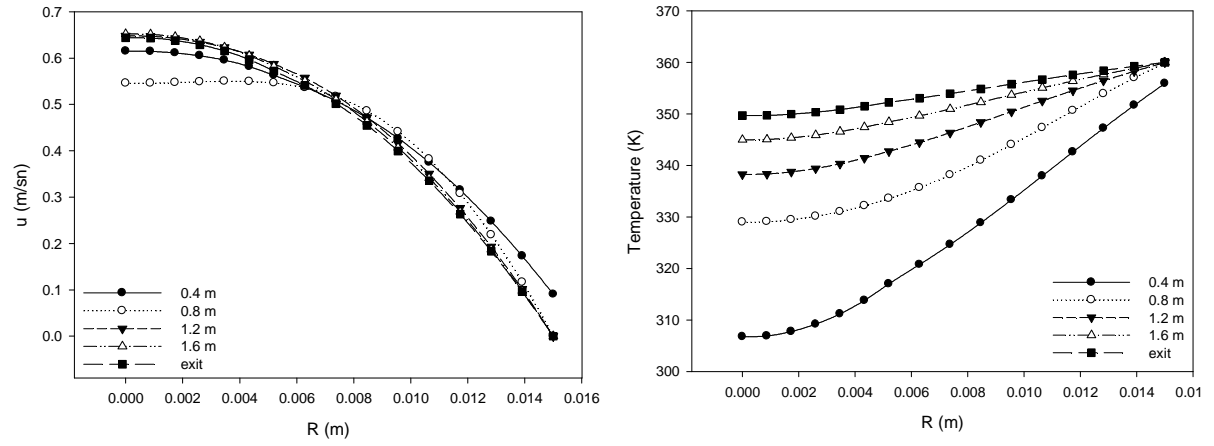 u (m/sn)
0.7
0.6
0.5
0.4
0.3
0.2
0.1
0.0
0.4 m
0.8 m
1.2 m
1.6 m
exit
0.000 0.002 0.004 0.006 0.008 0.010 0.012 0.014 0.016
R (m)
Temperature (K)
370
360
350
340
330
320
310
300
0.4 m
0.8 m
1.2 m
1.6 m
exit
0.000 0.002 0.004 0.006 0.008 0.010 0.012 0.014 0.01
R (m)